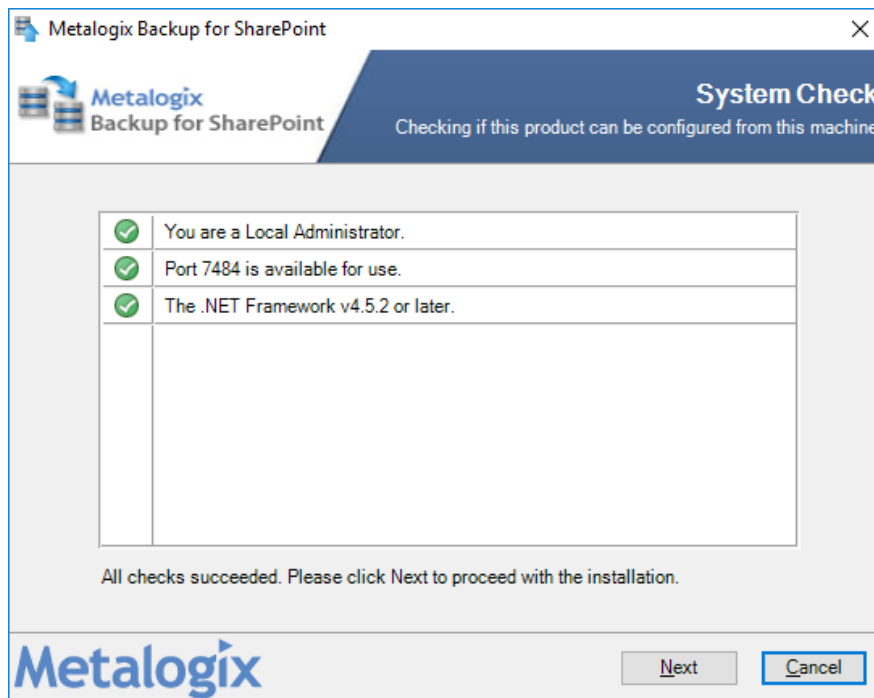 Metalogix Backup for SharePoint
Metalogix
Backup for SharePoint
System Check
Checking if this product can be configured from this machine
You are a Local Administrator.
Port 7484 is available for use.
The .NET Framework v4.5.2 or later.
All checks succeeded. Please click Next to proceed with the installation.
Metalogix
Next
Cancel